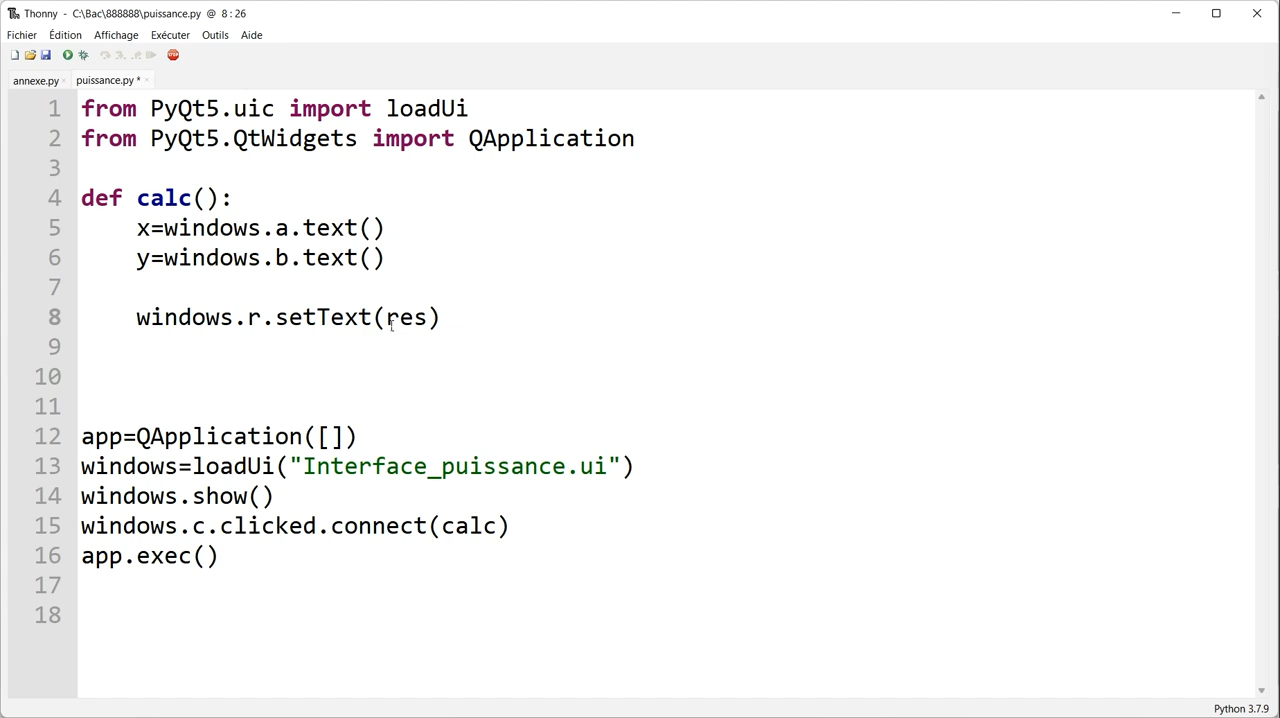 Thonny - C:\Bac\888888\puissance.py @ 8 : 26
Fichier Édition Affichage Exécuter Outils Aide
annexe.py puissance.py *
1 from PyQt5.uic import loadUi
2 from PyQt5.QtWidgets import QApplication
3
4 def calc():
5 x=windows.a.text()
6 y=windows.b.text()
7
8 windows.r.setText(res)
9
10
11
12 app=QApplication([])
13 windows=loadUi("Interface_puissance.ui")
14 windows.show()
15 windows.c.clicked.connect(calc)
16 app.exec()
17
18
Python 3.7.9